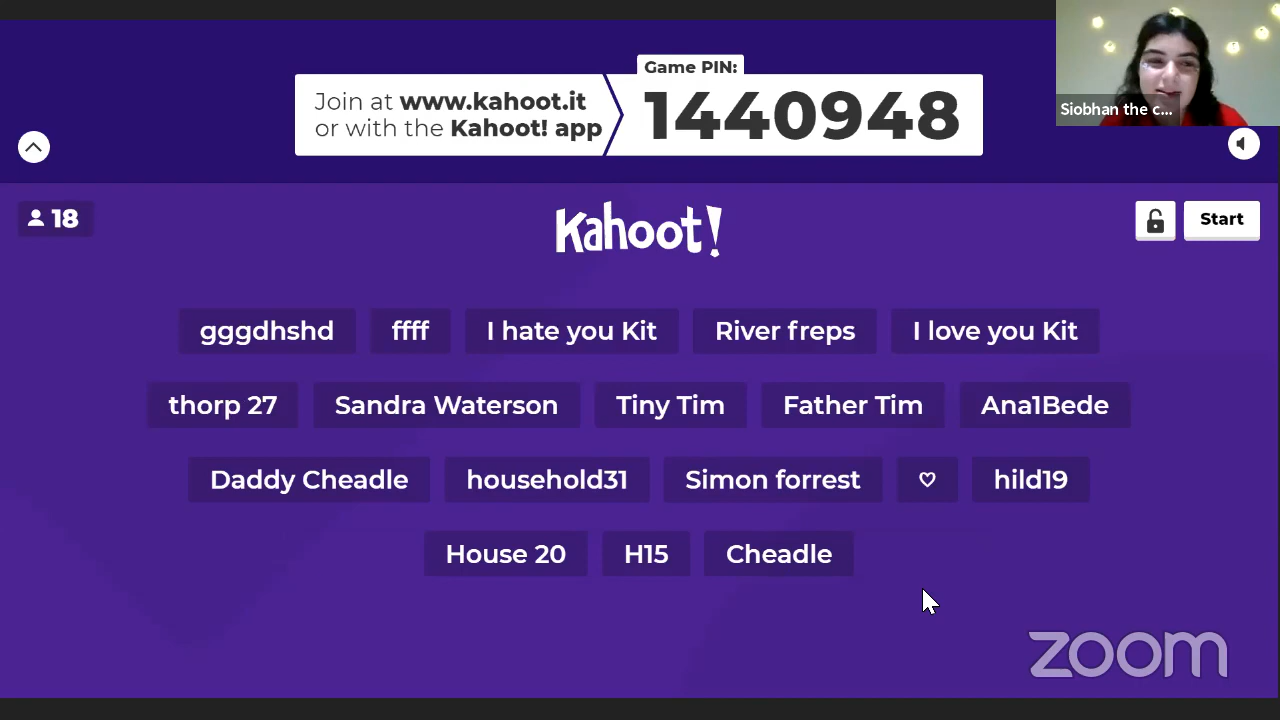 Game PIN:
Join at www.kahoot.it
or with the Kahoot! app
1440948
Siobhan the c...
18
Kahoot!
Start
gggdhshd
ffff
I hate you Kit
River freps
I love you Kit
thorp 27
Sandra Waterson
Tiny Tim
Father Tim
Ana1Bede
Daddy Cheadle
household31
Simon forrest
♡
hild19
House 20
H15
Cheadle
zoom